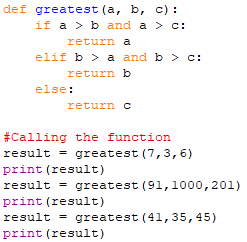 def greatest(a, b, c):
    if a > b and a > c:
        return a
    elif b > a and b > c:
        return b
    else:
        return c

#Calling the function
result = greatest(7,3,6)
print(result)
result = greatest(91,1000,201)
print(result)
result = greatest(41,35,45)
print(result)